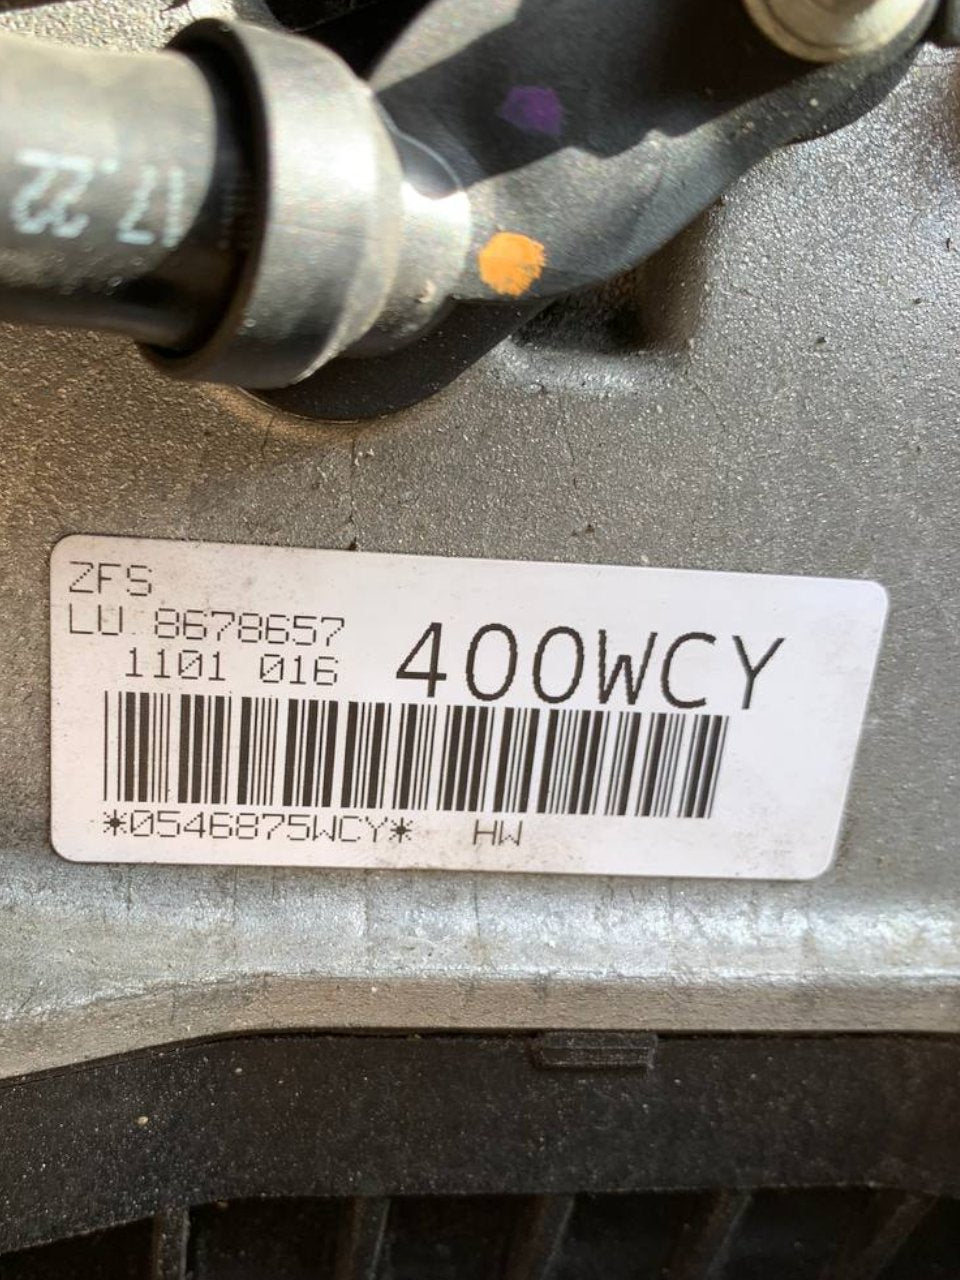 17.
22
ZFS
LU 8678657
1101 016
400WCY
*0546875WCY* HW